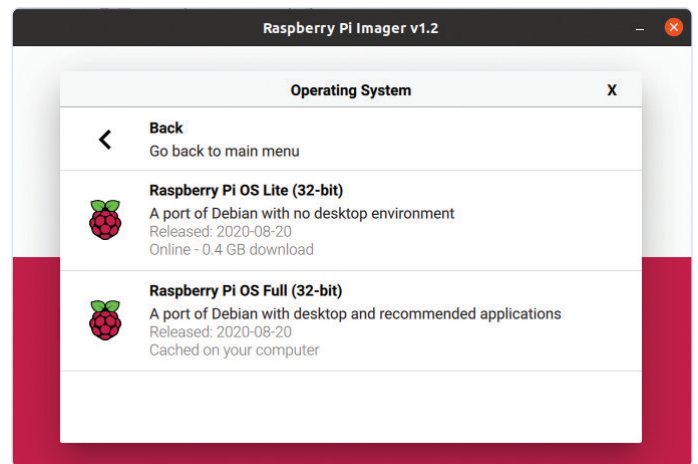 Raspberry Pi Imager v1.2
Operating System X
Back
Go back to main menu
Raspberry Pi OS Lite (32-bit)
A port of Debian with no desktop environment
Released: 2020-08-20
Online - 0.4 GB download
Raspberry Pi OS Full (32-bit)
A port of Debian with desktop and recommended applications
Released: 2020-08-20
Cached on your computer